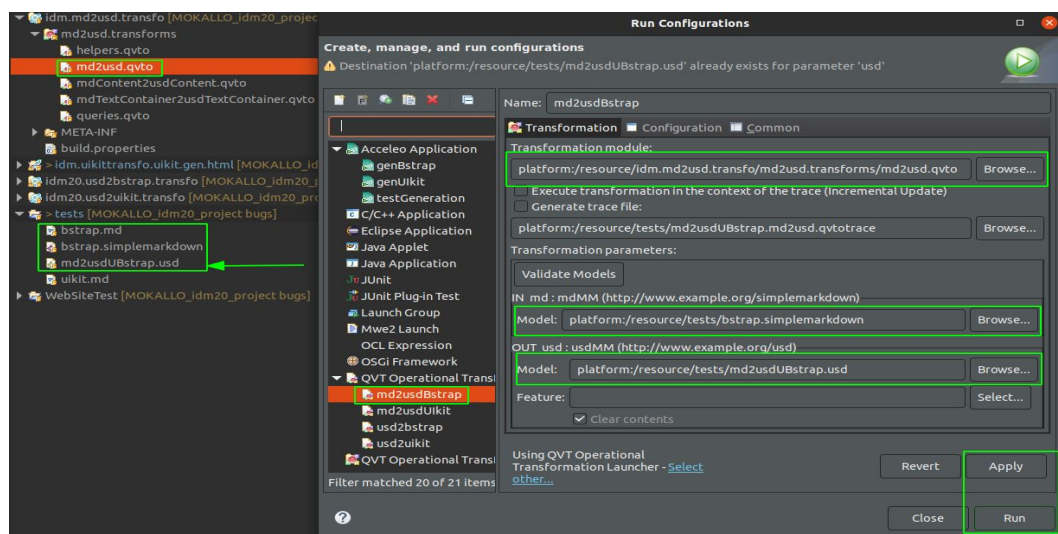 idm.md2usd.transfo [MOKALLO_idm20_projec
md2usd.transforms
helpers.qvto
md2usd.qvto
mdContent2usdContent.qvto
mdTextContainer2usdTextContainer.qvto
queries.qvto
META-INF
build.properties
> idm.uikittransfo.uikit.gen.html [MOKALLO_id
idm20.usd2bstrap.transfo [MOKALLO_idm20_p
idm20.usd2uikit.transfo [MOKALLO_idm20_pro
> tests [MOKALLO_idm20_project bugs]
bstrap.md
bstrap.simplemarkdown
md2usdUBstrap.usd
uikit.md
WebSiteTest [MOKALLO_idm20_project bugs]
Run Configurations
Create, manage, and run configurations
Destination 'platform:/resource/tests/md2usdUBstrap.usd' already exists for parameter 'usd'
Acceleo Application
genBstrap
genUIkit
testGeneration
C/C++ Application
Eclipse Application
Java Applet
Java Application
JUnit
JUnit Plug-in Test
Launch Group
Mwe2 Launch
OCL Expression
OSGi Framework
QVT Operational Transf
md2usdBstrap
md2usdUIkit
usd2bstrap
usd2uikit
QVT Operational Transf
Filter matched 20 of 21 items
Name: md2usdBstrap
Transformation Configuration Common
Transformation module:
platform:/resource/idm.md2usd.transfo/md2usd.transforms/md2usd.qvto Browse...
Execute transformation in the context of the trace (Incremental Update)
Generate trace file:
platform:/resource/tests/md2usdUBstrap.md2usd.qvtotrace Browse...
Transformation parameters:
Validate Models
IN md : mdMM (http://www.example.org/simplemarkdown)
Model: platform:/resource/tests/bstrap.simplemarkdown Browse...
OUT usd : usdMM (http://www.example.org/usd)
Model: platform:/resource/tests/md2usdUBstrap.usd Browse...
Feature: Select...
Clear contents
Using QVT Operational
Transformation Launcher - Select
other...
Revert Apply
Close Run